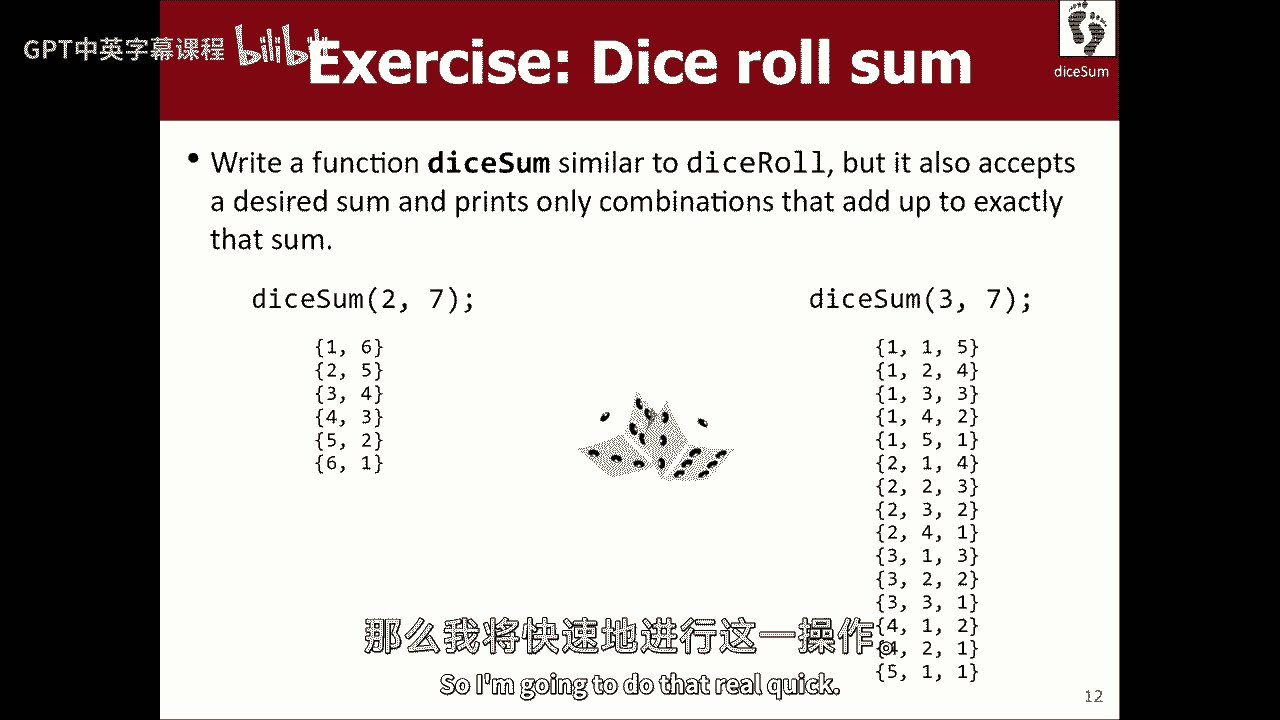 GPT中英字幕课程 bilibili
Exercise: Dice roll sum
diceSum
• Write a function diceSum similar to diceRoll, but it also accepts
a desired sum and prints only combinations that add up to exactly
that sum.
diceSum(2, 7);
{1, 6}
{2, 5}
{3, 4}
{4, 3}
{5, 2}
{6, 1}
diceSum(3, 7);
{1, 1, 5}
{1, 2, 4}
{1, 3, 3}
{1, 4, 2}
{1, 5, 1}
{2, 1, 4}
{2, 2, 3}
{2, 3, 2}
{2, 4, 1}
{3, 1, 3}
{3, 2, 2}
{3, 3, 1}
{4, 1, 2}
{4, 2, 1}
{5, 1, 1}
那么我将快速地进行这一操作。
So I'm going to do that real quick.
12